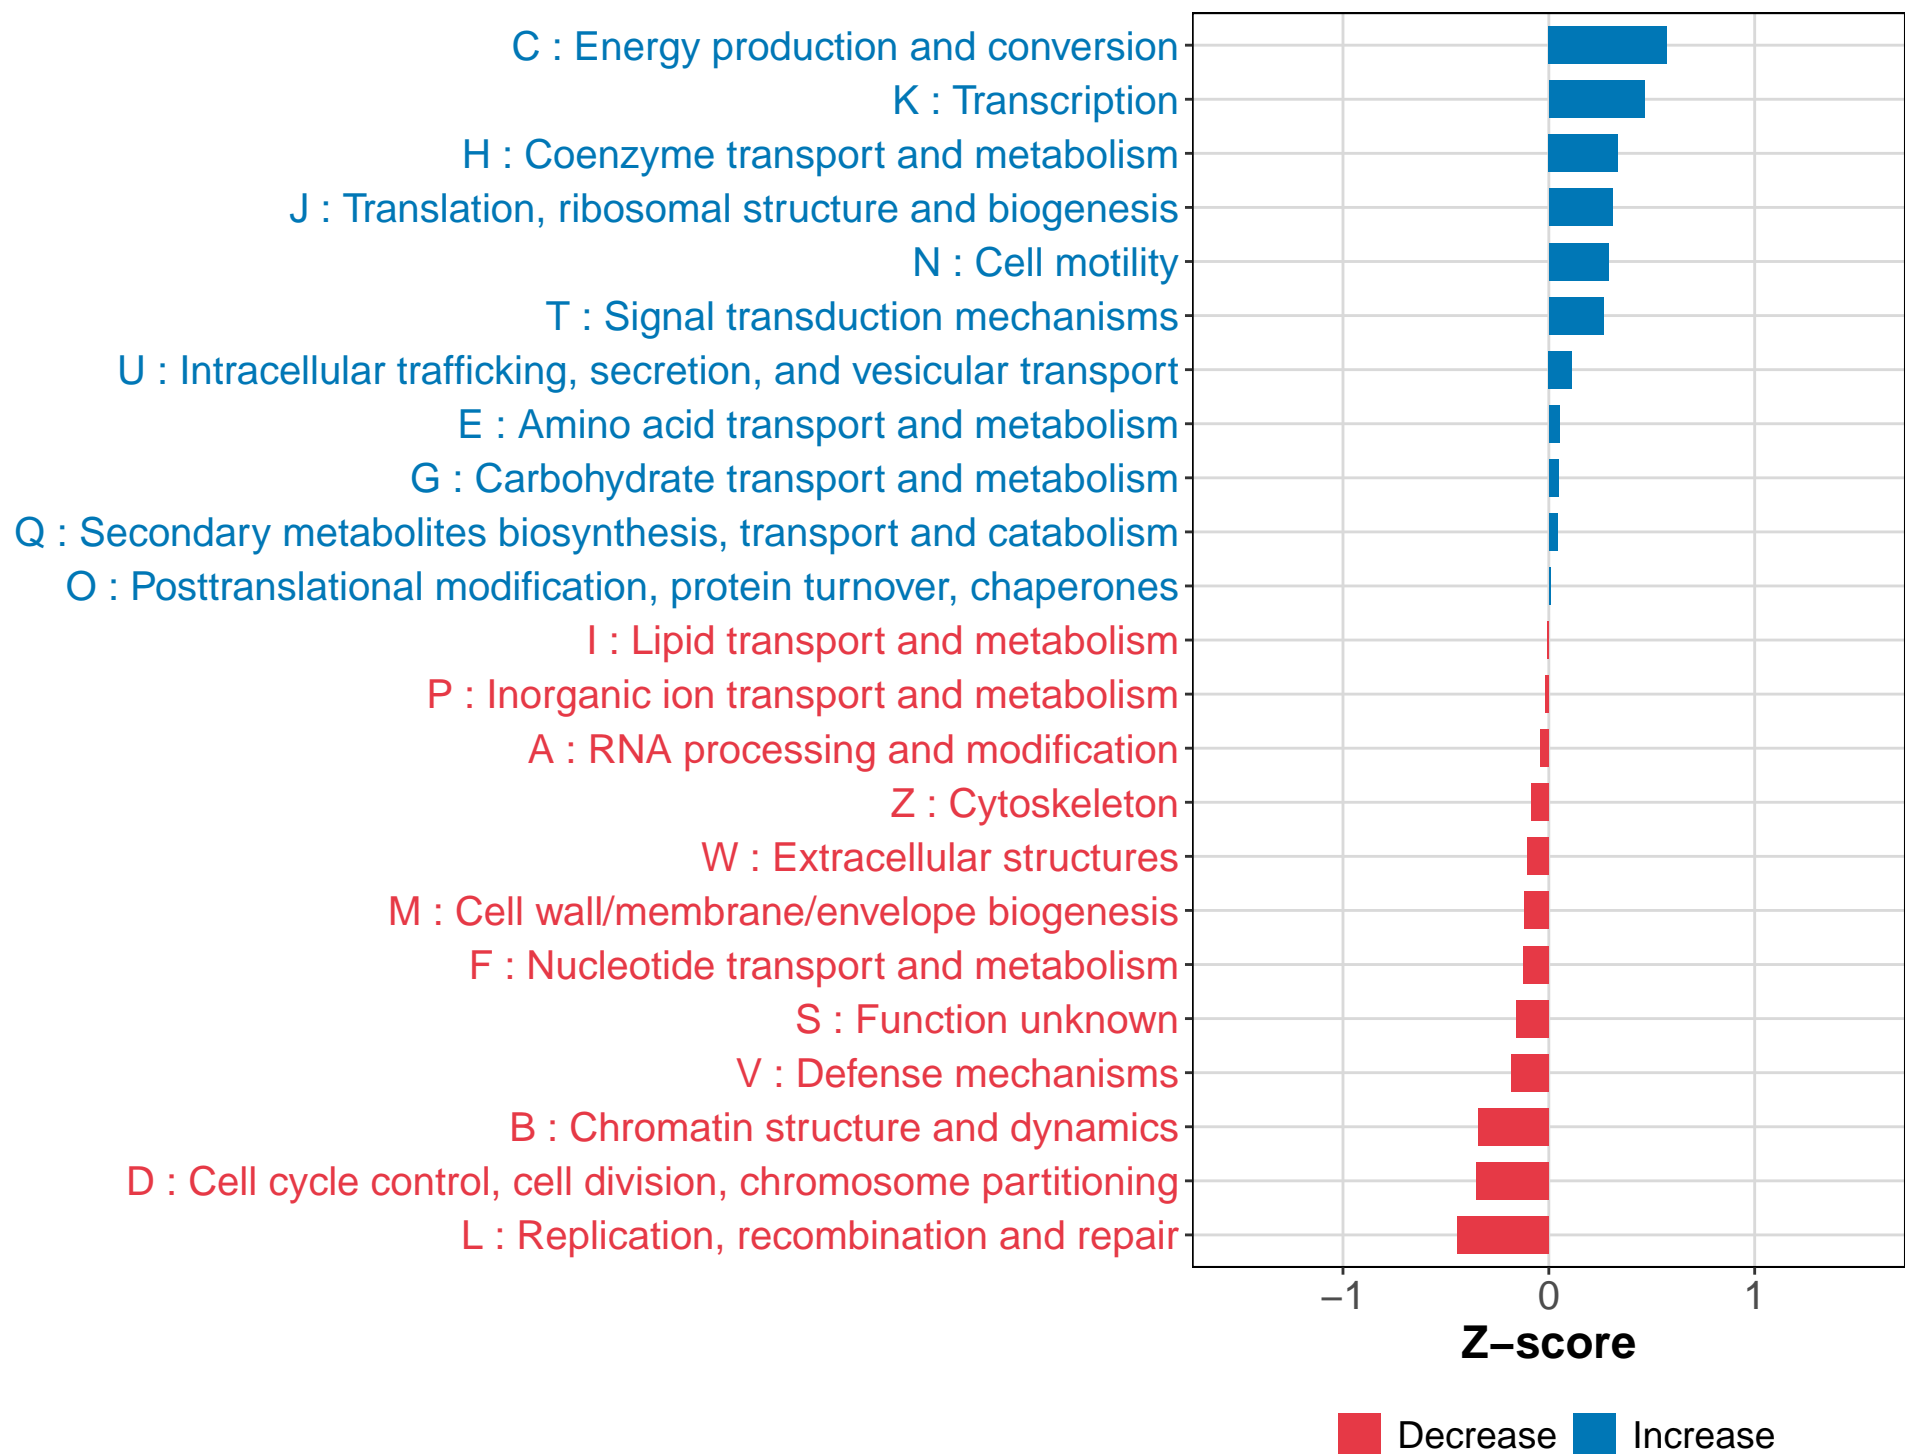 C : Energy production and conversion
K : Transcription
H : Coenzyme transport and metabolism
J : Translation, ribosomal structure and biogenesis
N : Cell motility
T : Signal transduction mechanisms
U : Intracellular trafficking, secretion, and vesicular transport
E : Amino acid transport and metabolism
G : Carbohydrate transport and metabolism
Q : Secondary metabolites biosynthesis, transport and catabolism
O : Posttranslational modification, protein turnover, chaperones
I : Lipid transport and metabolism
P : Inorganic ion transport and metabolism
A : RNA processing and modification
Z : Cytoskeleton
W : Extracellular structures
M : Cell wall/membrane/envelope biogenesis
F : Nucleotide transport and metabolism
S : Function unknown
V : Defense mechanisms
B : Chromatin structure and dynamics
D : Cell cycle control, cell division, chromosome partitioning
L : Replication, recombination and repair
−1 0 1
Z−score
Decrease Increase